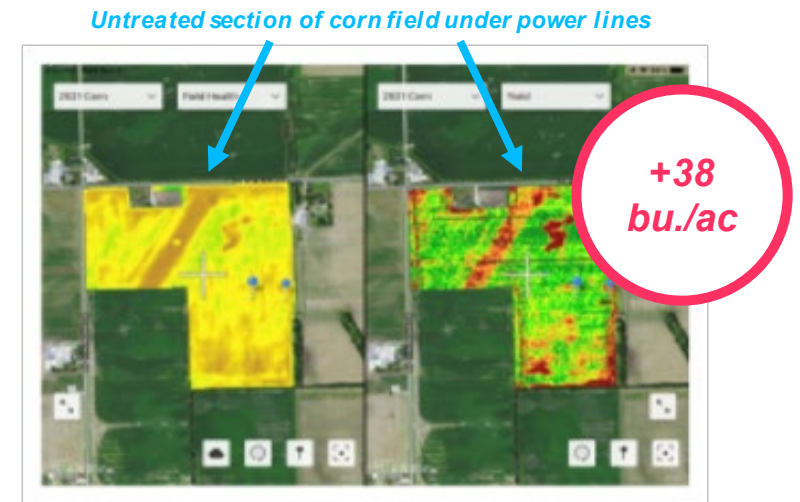 Untreated section of corn field under power lines
2021 Corn
Field Health
2021 Corn
Yield
+38
bu./ac